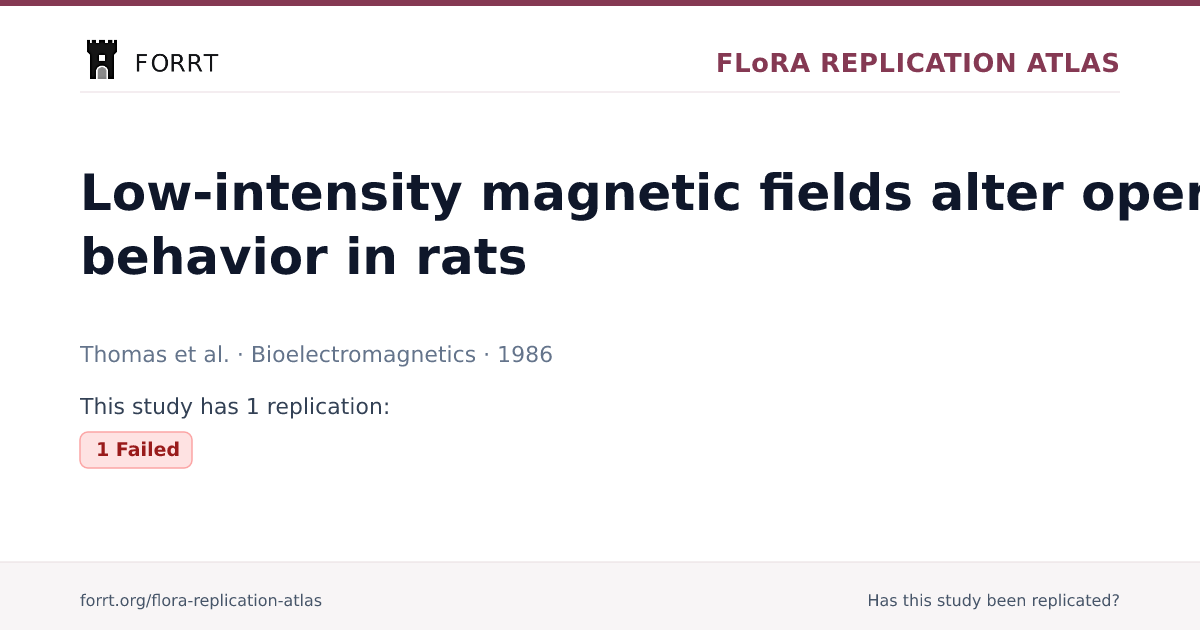 FORRT
FLoRA REPLICATION ATLAS
Low-intensity magnetic fields alter
behavior in rats
Thomas et al. · Bioelectromagnetics · 1986
This study has 1 replication:
1 Failed
forrt.org/flora-replication-atlas
Has this study been replicated?